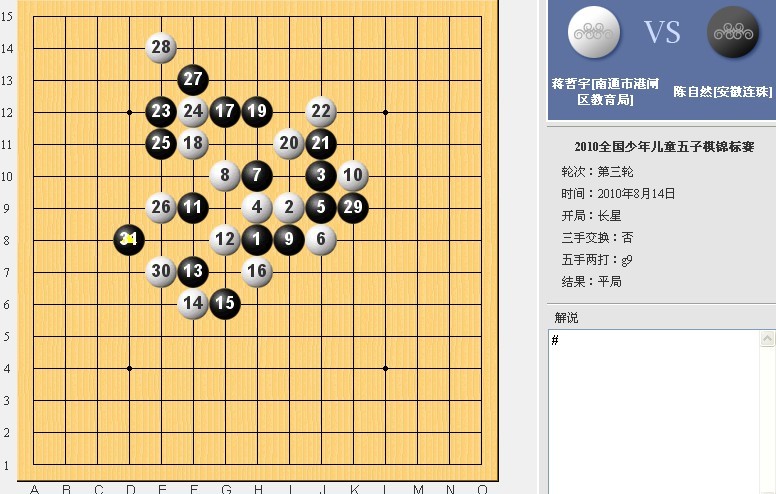 15
VS
14 28
蒋哲宇[南通市港闸
区教育局]
陈自然[安徽连珠]
13 27
12 23 24 17 19 22
2010全国少年儿童五子棋锦标赛
11 25 18 20 21
轮次：第三轮
10 8 7 3 10
时间：2010年8月14日
9 26 11 4 2 5 29
开局：长星
8 31 12 1 9 6
三手交换：否
五手两打：g9
7 30 13 16
结果：平局
6 14 15
解说
5
#
4
3
2
1
A B C D E F G H I J K L M N O